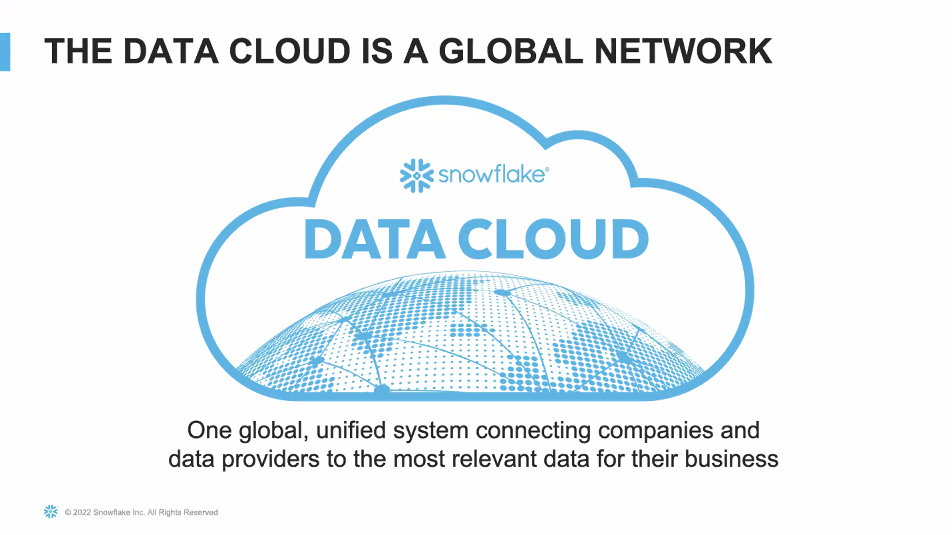 THE DATA CLOUD IS A GLOBAL NETWORK
snowflake®
DATA CLOUD
One global, unified system connecting companies and
data providers to the most relevant data for their business
© 2022 Snowflake Inc. All Rights Reserved